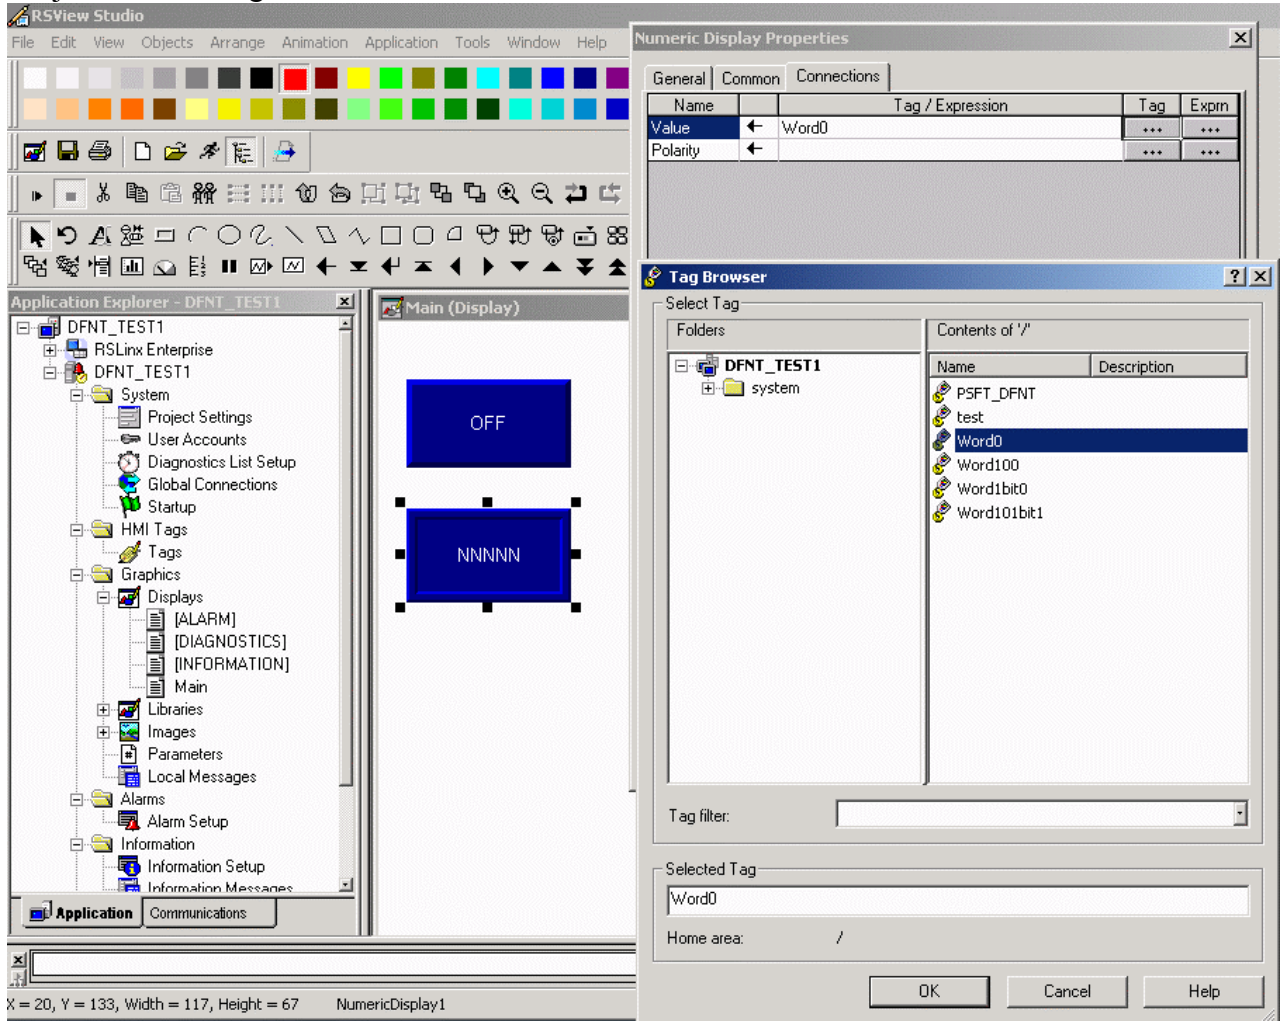 RSView Studio
File Edit View Objects Arrange Animation Application Tools Window Help
Numeric Display Properties
General Common Connections
Name Tag / Expression Tag Exprn
Value Word0 ... ...
Polarity ... ...
Application Explorer - DFNT_TEST1
DFNT_TEST1
RSLinx Enterprise
DFNT_TEST1
System
Project Settings
User Accounts
Diagnostics List Setup
Global Connections
Startup
HMI Tags
Tags
Graphics
Displays
[ALARM]
[DIAGNOSTICS]
[INFORMATION]
Main
Libraries
Images
Parameters
Local Messages
Alarms
Alarm Setup
Information
Information Setup
Information Messages
Application Communications
Main (Display)
OFF
NNNNN
Tag Browser
Select Tag
Folders
DFNT_TEST1
system
Contents of '/'
Name Description
PSFT_DFNT
test
Word0
Word100
Word1bit0
Word101bit1
Tag filter:
Selected Tag
Word0
Home area: /
OK Cancel Help
X = 20, Y = 133, Width = 117, Height = 67 NumericDisplay1